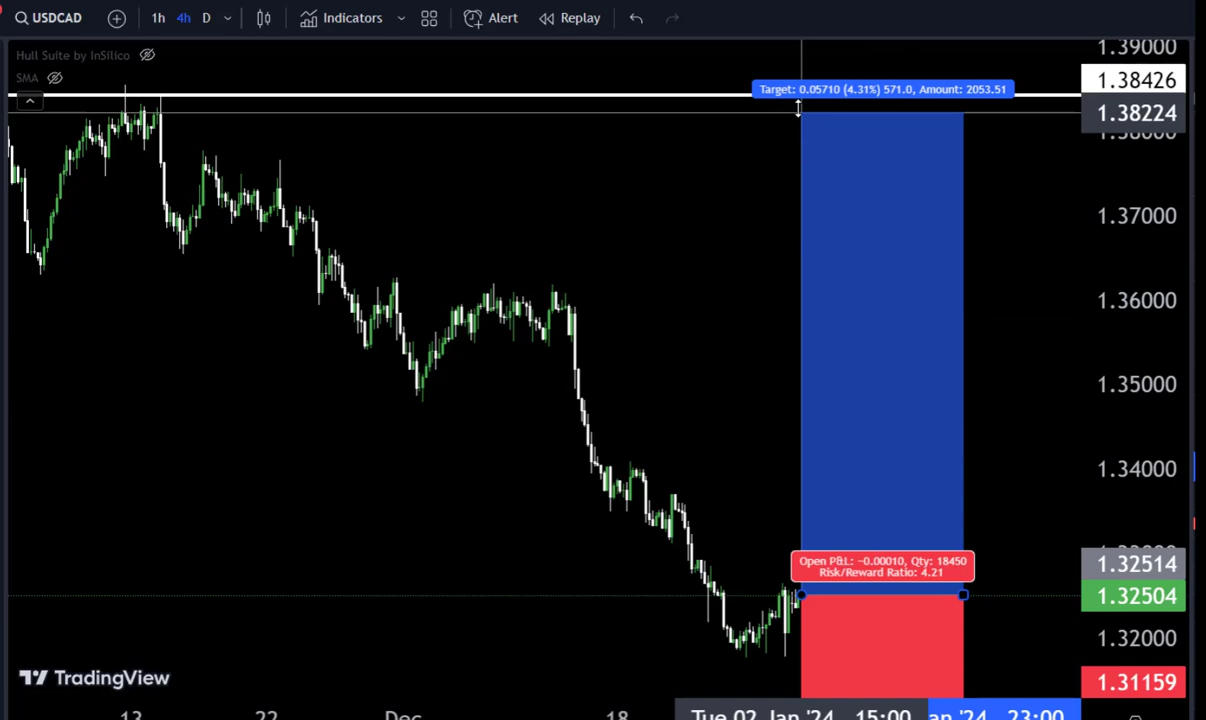 USDCAD 1h 4h D Indicators Alert Replay
Hull Suite by InSilico
SMA
1.39000
1.38426
1.38224
1.38000
Target: 0.05710 (4.31%) 571.0, Amount: 2053.51
1.37000
1.36000
1.35000
1.34000
Open P&L: −0.00010, Qty: 18450
Risk/Reward Ratio: 4.21
1.32514
1.32504
1.32000
1.31159
TradingView
13 22 Dec 18 Tue 02 Jan '24 15:00 an '24 23:00